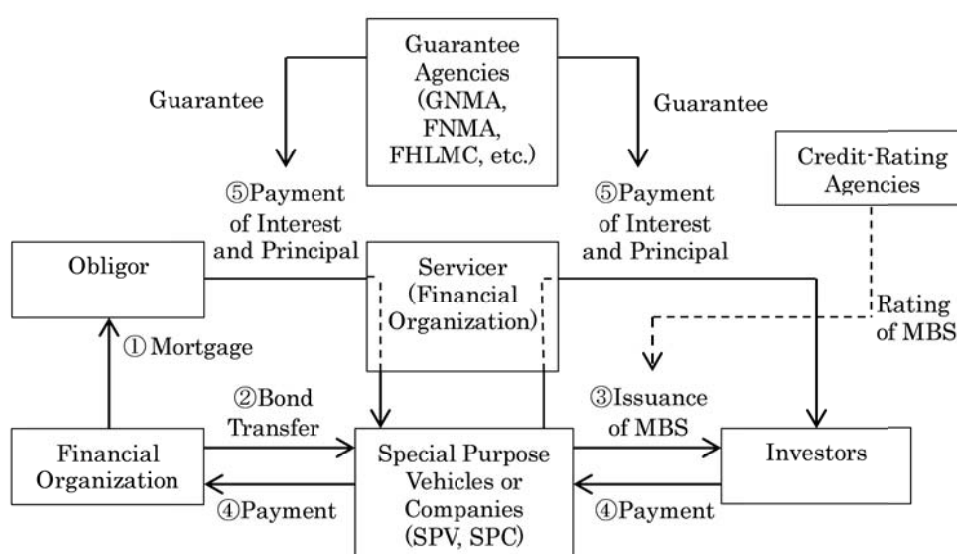 Guarantee
Agencies
(GNMA,
FNMA,
FHLMC, etc.)
Guarantee
Guarantee
Credit-Rating
Agencies
⑤Payment
of Interest
and Principal
⑤Payment
of Interest
and Principal
Obligor
Servicer
(Financial
Organization)
Rating
of MBS
①Mortgage
②Bond
Transfer
③Issuance
of MBS
Financial
Organization
Special Purpose
Vehicles or
Companies
(SPV, SPC)
Investors
④Payment
④Payment